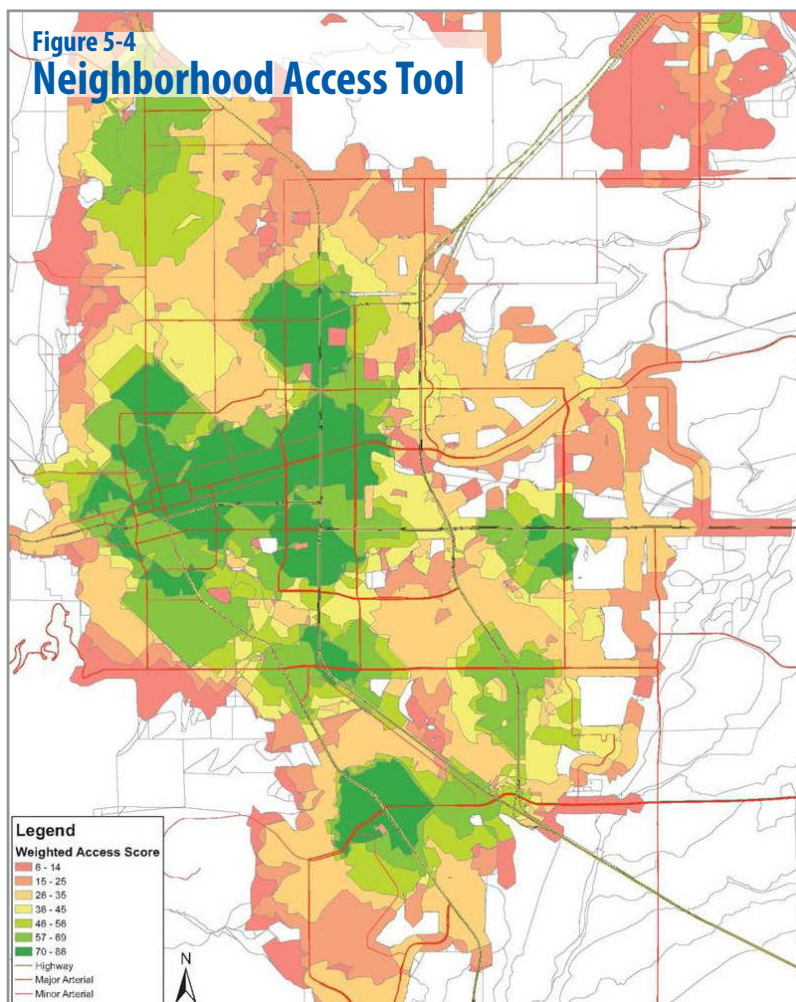 Figure 5-4
Neighborhood Access Tool
Legend
Weighted Access Score
6 - 14
15 - 25
26 - 35
36 - 45
46 - 56
57 - 69
70 - 86
Highway
Major Arterial
Minor Arterial
N